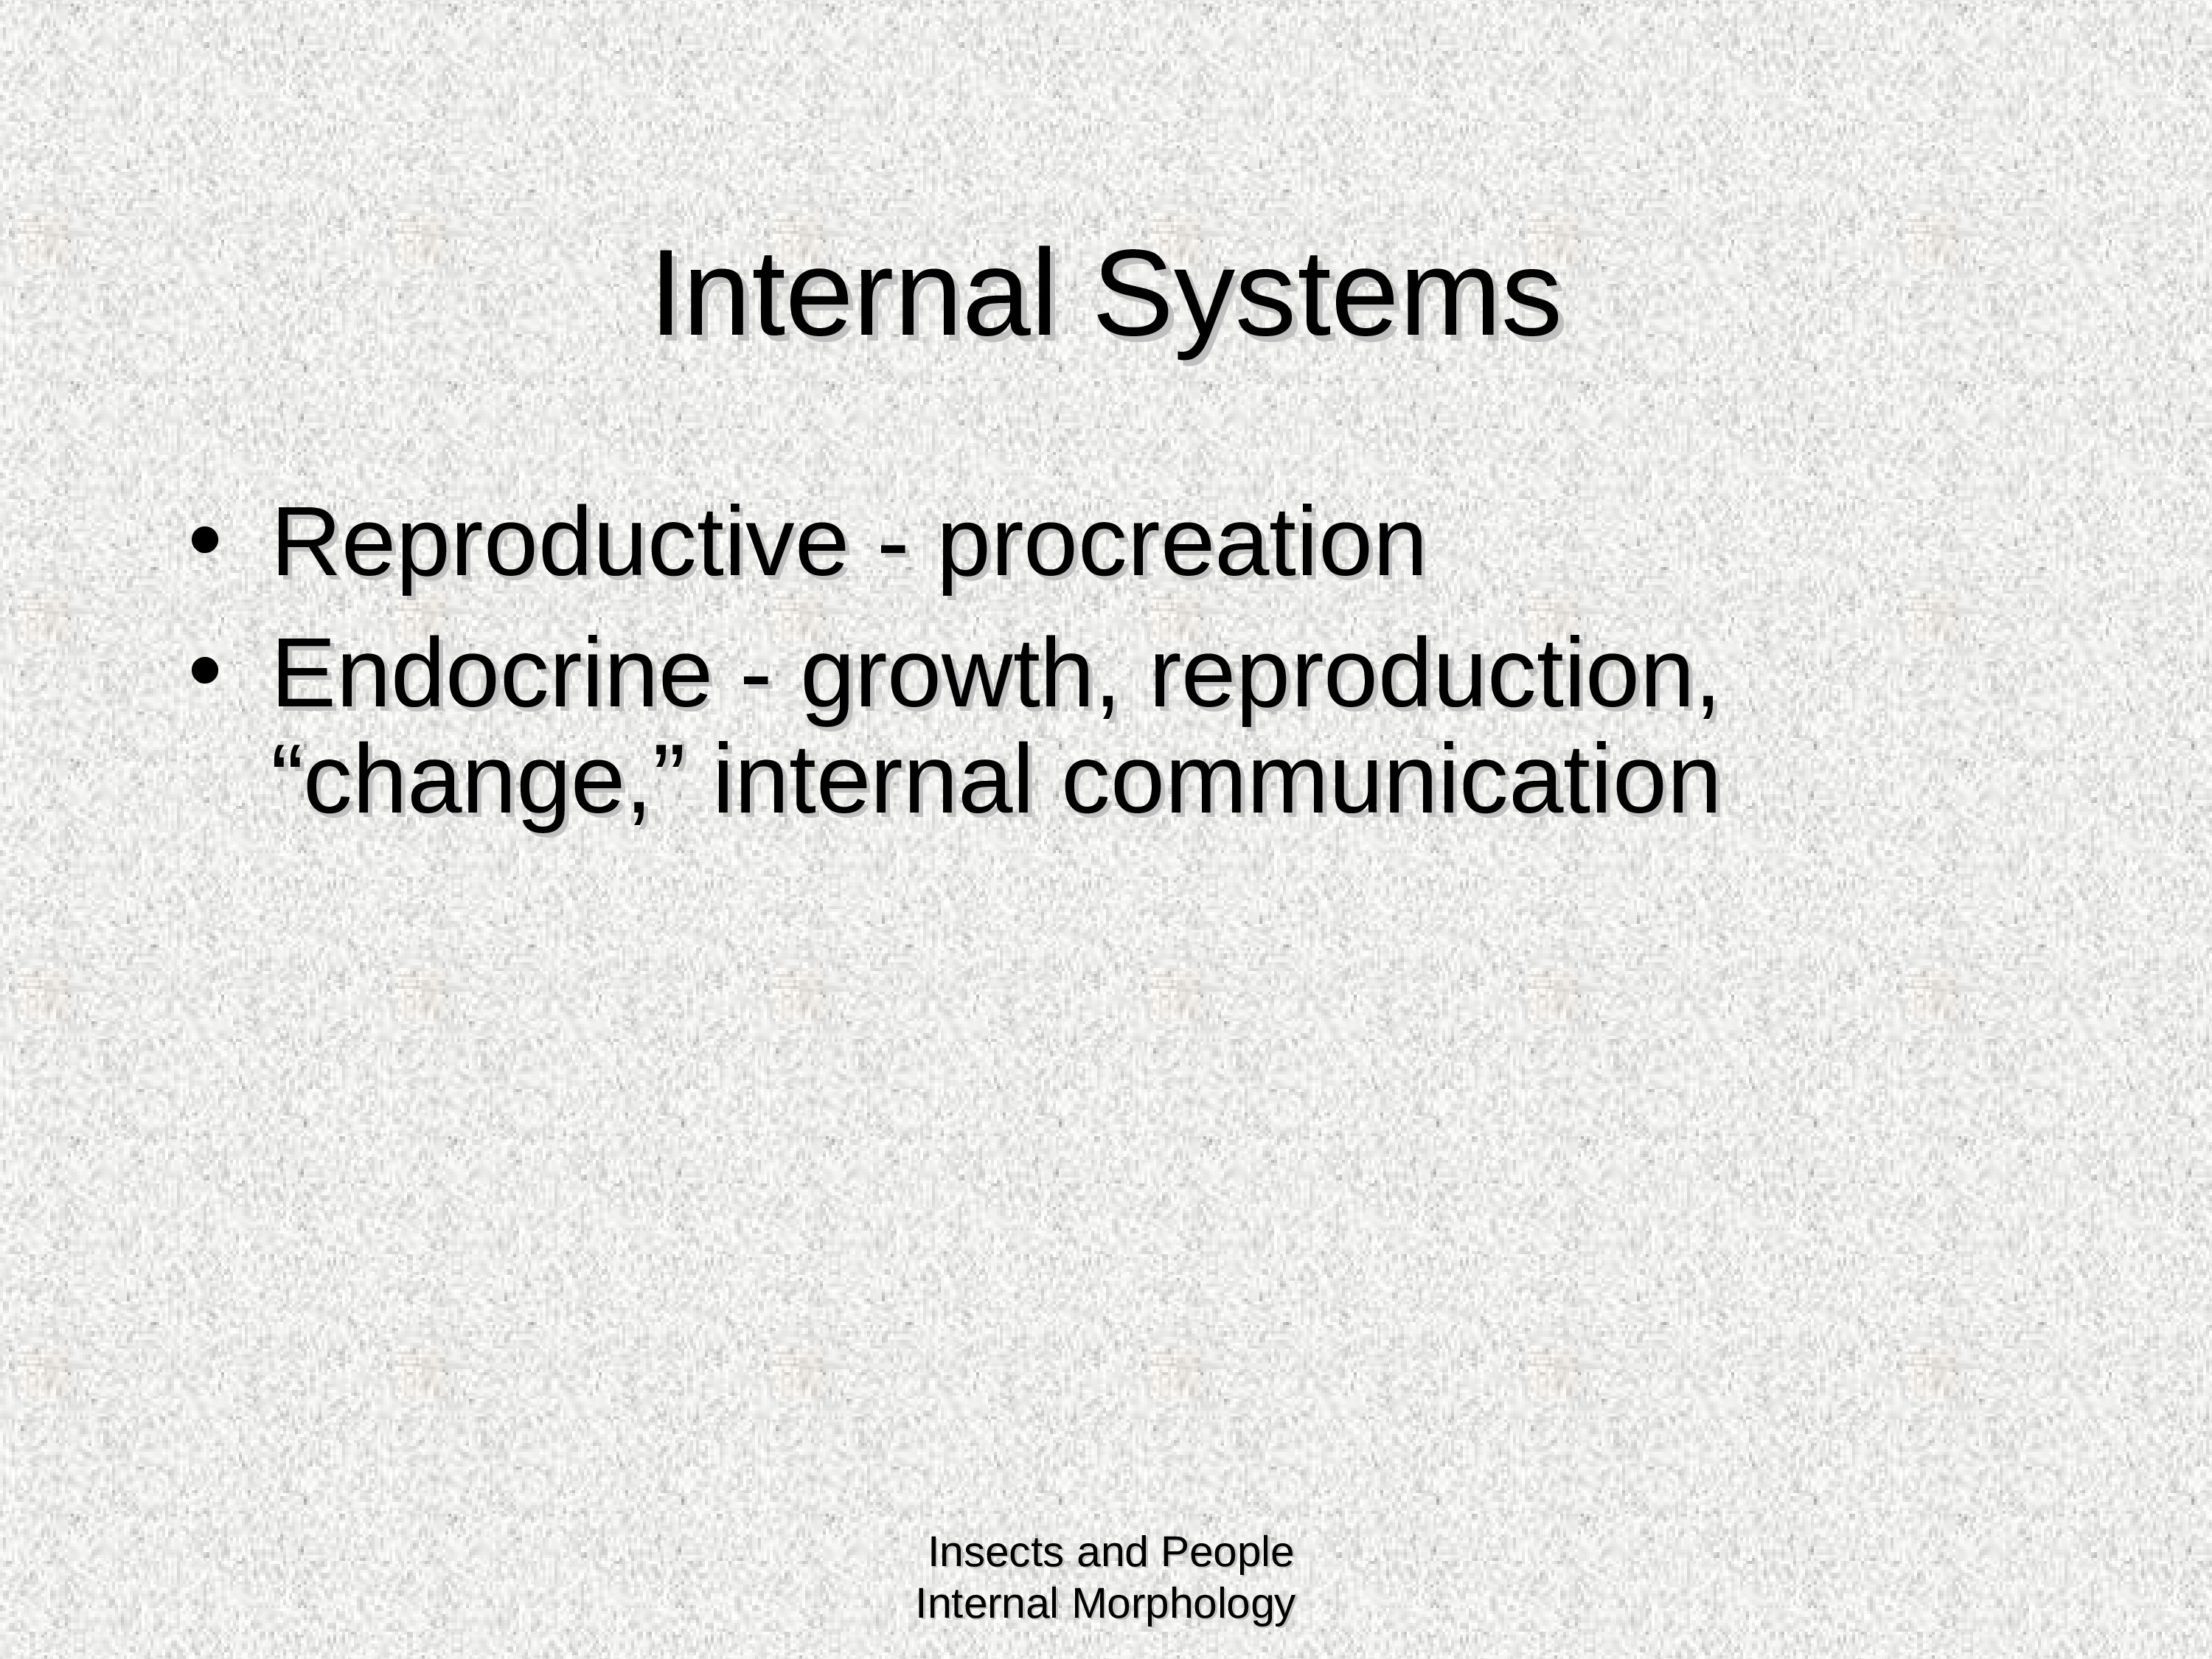 Internal Systems
• Reproductive - procreation
• Endocrine - growth, reproduction,
“change,” internal communication
Insects and People
Internal Morphology